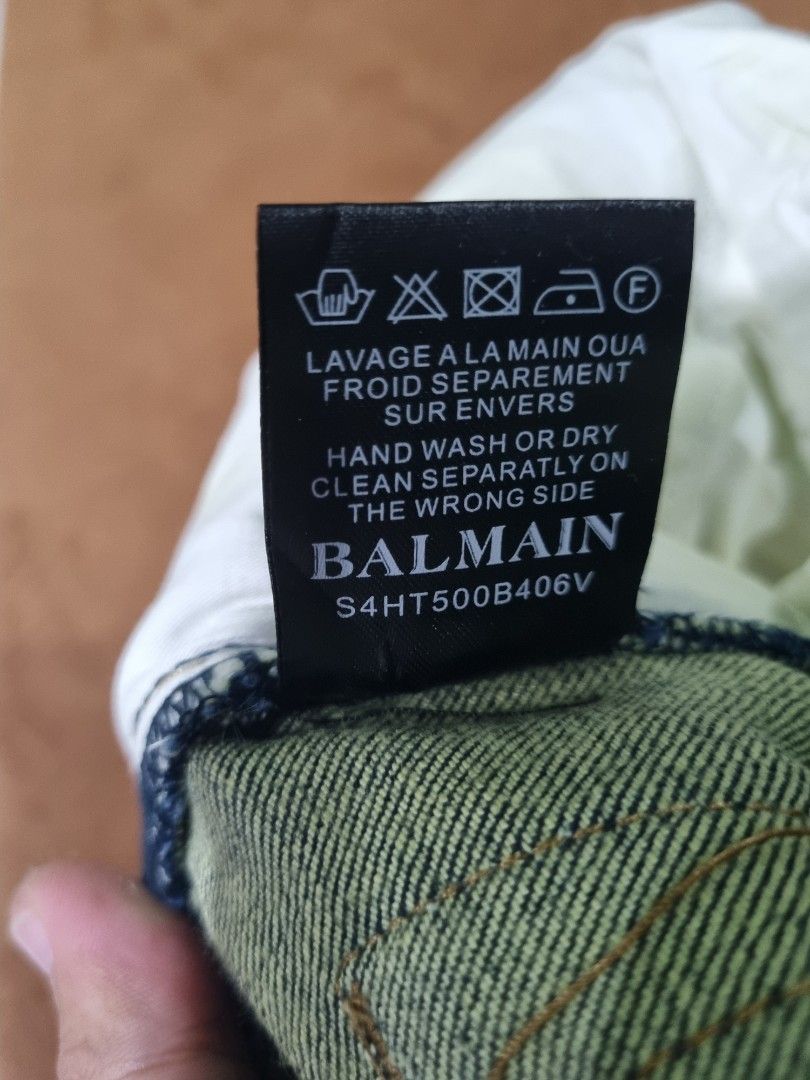 F
LAVAGE A LA MAIN OUA
FROID SEPAREMENT
SUR ENVERS
HAND WASH OR DRY
CLEAN SEPARATLY ON
THE WRONG SIDE
BALMAIN
S4HT500B406V